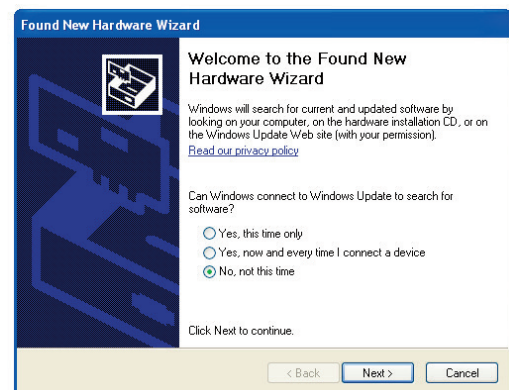 Found New Hardware Wizard
Welcome to the Found New
Hardware Wizard
Windows will search for current and updated software by
looking on your computer, on the hardware installation CD, or on
the Windows Update Web site (with your permission).
Read our privacy policy
Can Windows connect to Windows Update to search for
software?
Yes, this time only
Yes, now and every time I connect a device
No, not this time
Click Next to continue.
< Back
Next >
Cancel